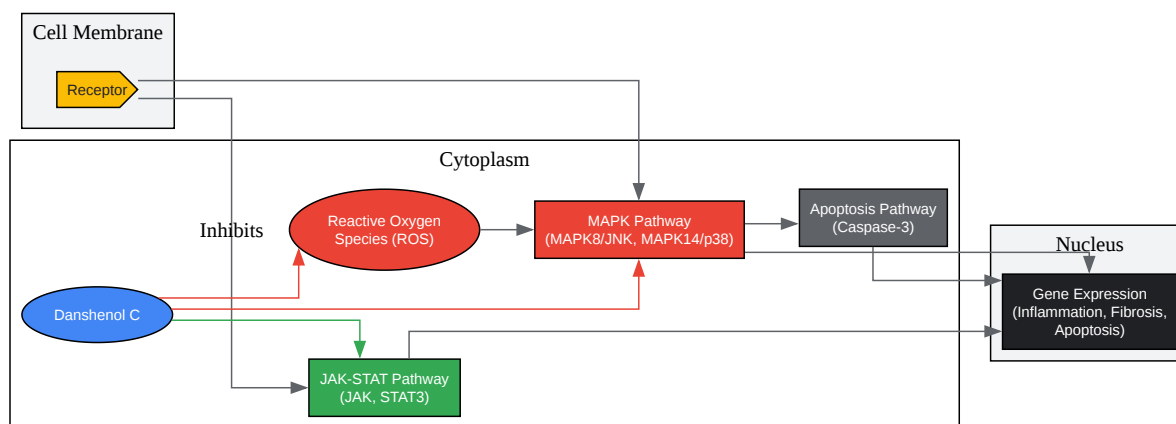 Cell Membrane
Receptor
Cytoplasm
Inhibits
Reactive Oxygen
Species (ROS)
MAPK Pathway
(MAPK8/JNK, MAPK14/p38)
Apoptosis Pathway
(Caspase-3)
Nucleus
Gene Expression
(Inflammation, Fibrosis,
Apoptosis)
Danshenol C
JAK-STAT Pathway
(JAK, STAT3)